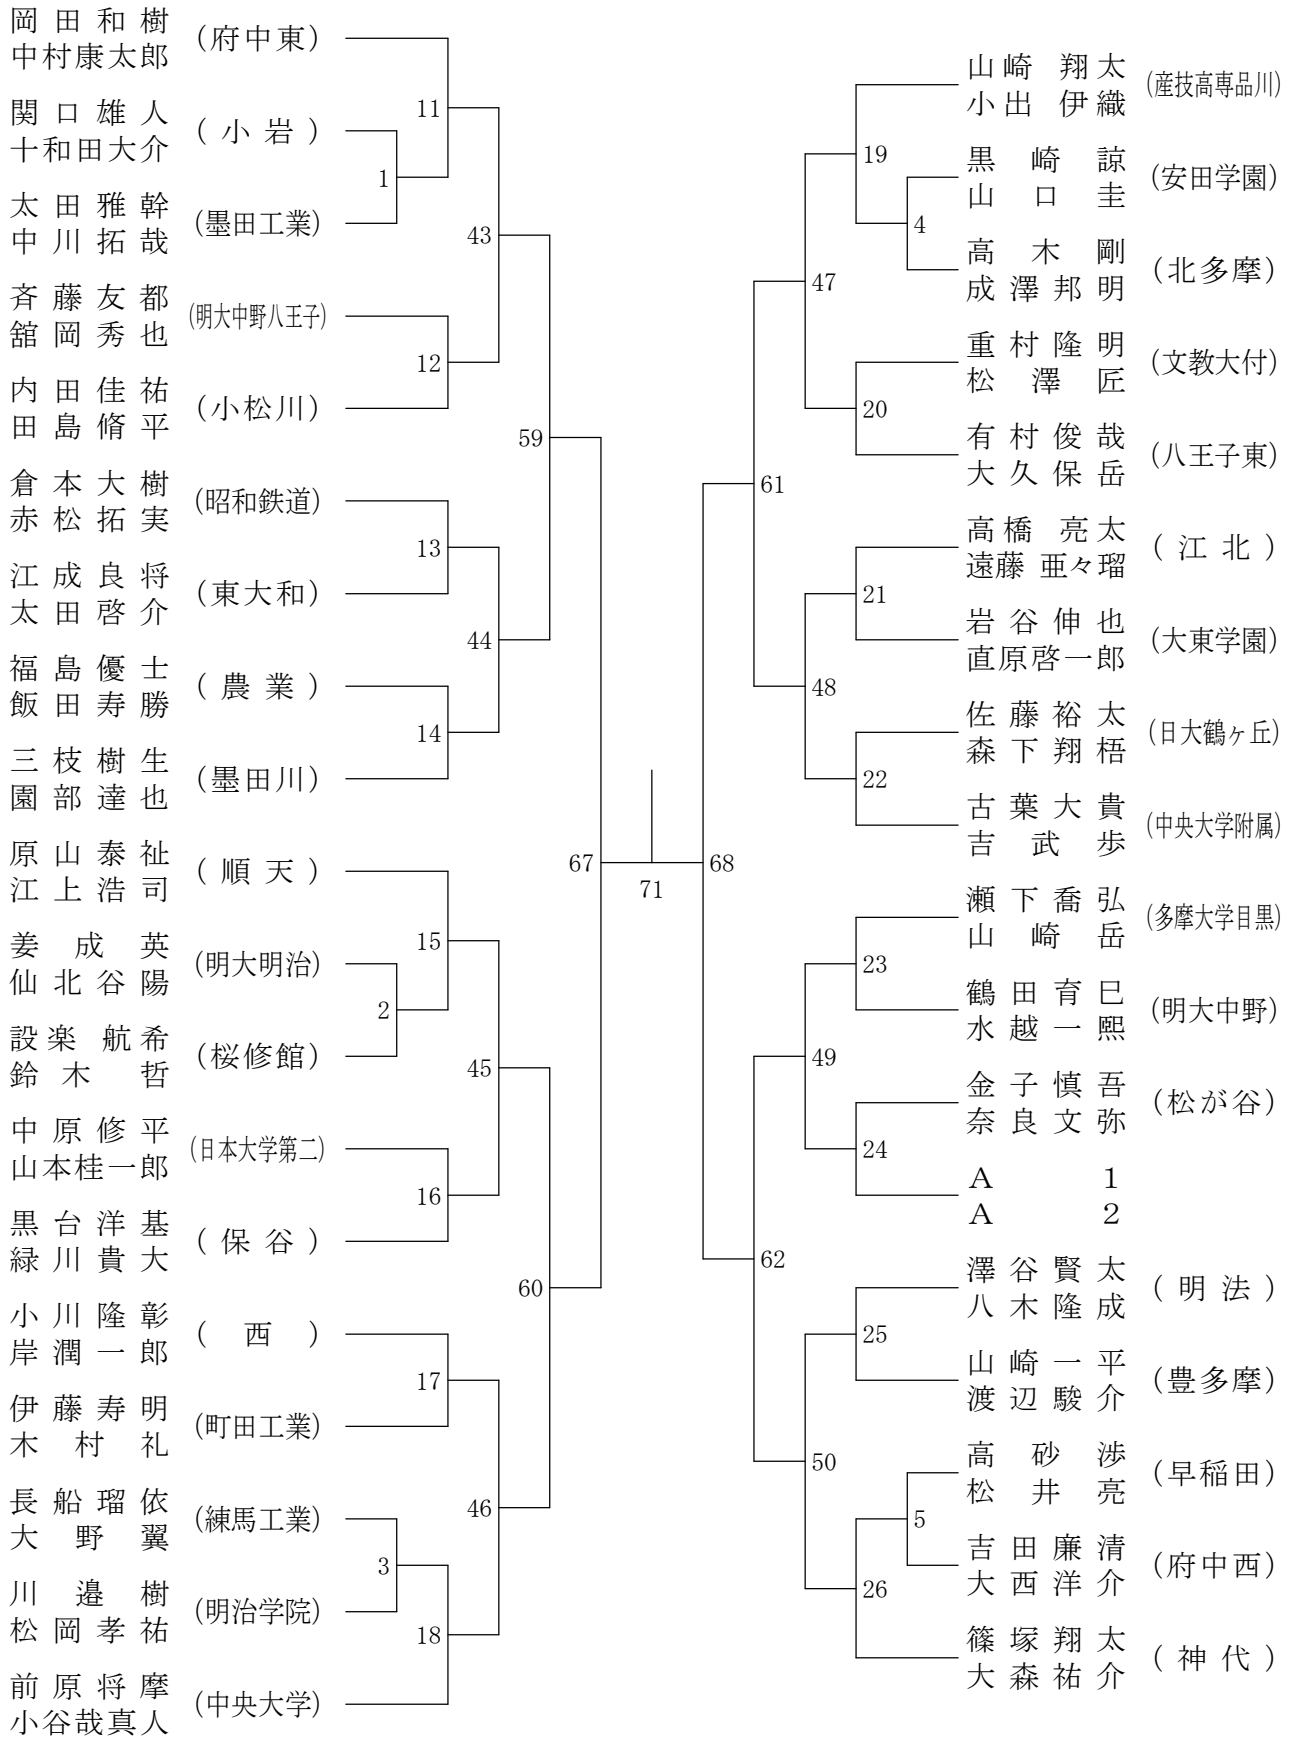 岡田和樹
中村康太郎
(府中東)
関口雄人
十和田大介
(小岩)
太田雅幹
中川拓哉
(墨田工業)
斉藤友都
舘岡秀也
(明大中野八王子)
内田佳祐
田島脩平
(小松川)
倉本大樹
赤松拓実
(昭和鉄道)
江成良将
太田啓介
(東大和)
福島優士
飯田寿勝
(農業)
三枝樹生
園部達也
(墨田川)
原山泰祉
江上浩司
(順天)
姜成英
仙北谷陽
(明大明治)
設楽航希
鈴木哲
(桜修館)
中原修平
山本桂一郎
(日本大学第二)
黒台洋基
緑川貴大
(保谷)
小川隆彰
岸潤一郎
(西)
伊藤寿明
木村礼
(町田工業)
長船瑠依
大野翼
(練馬工業)
川邉樹
松岡孝祐
(明治学院)
前原将摩
小谷哉真人
(中央大学)
11
1
43
12
59
13
44
14
67
15
2
45
16
60
17
46
3
18
71
68
19
4
47
20
61
21
48
22
23
49
24
62
25
50
5
26
山崎翔太
小出伊織
(産技高専品川)
黒崎諒
山口圭
(安田学園)
高木剛
成澤邦明
(北多摩)
重村隆明
松澤匠
(文教大付)
有村俊哉
大久保岳
(八王子東)
高橋亮太
遠藤亜々瑠
(江北)
岩谷伸也
直原啓一郎
(大東学園)
佐藤裕太
森下翔梧
(日大鶴ヶ丘)
古葉大貴
吉武歩
(中央大学附属)
瀬下喬弘
山崎岳
(多摩大学目黒)
鶴田育巳
水越一熙
(明大中野)
金子慎吾
奈良文弥
(松が谷)
A 1
A 2
澤谷賢太
八木隆成
(明法)
山崎一平
渡辺駿介
(豊多摩)
高砂渉
松井亮
(早稲田)
吉田廉清
大西洋介
(府中西)
篠塚翔太
大森祐介
(神代)